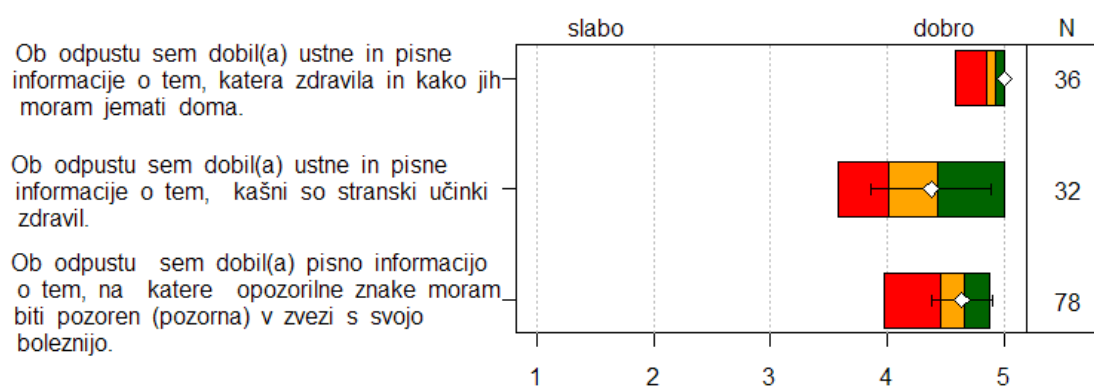 slabo dobro N
Ob odpustu sem dobil(a) ustne in pisne
informacije o tem, katera zdravila in kako jih
moram jemati doma.
36
Ob odpustu sem dobil(a) ustne in pisne
informacije o tem, kašni so stranski učinki
zdravil.
32
Ob odpustu sem dobil(a) pisno informacijo
o tem, na katere opozorilne znake moram
biti pozoren (pozorna) v zvezi s svojo
boleznijo.
78
1 2 3 4 5